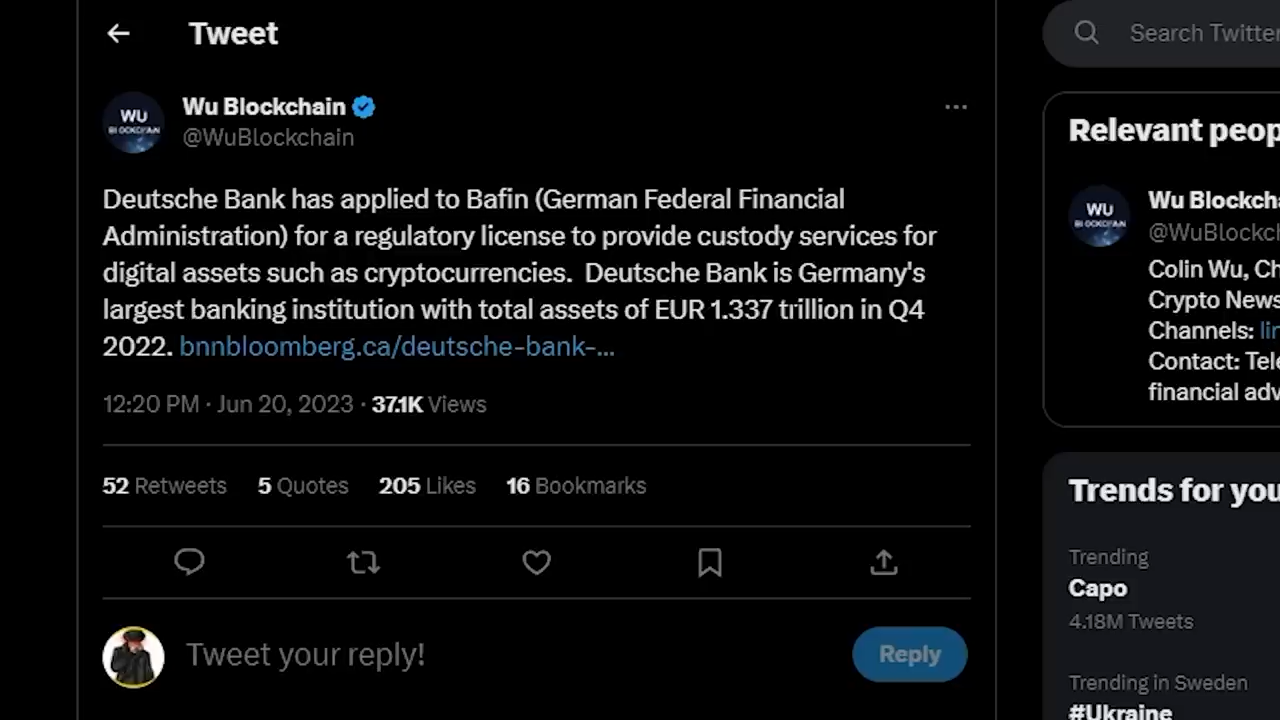 Tweet
Search Twitter
WU
BLOCKCHAIN
Wu Blockchain
@WuBlockchain
Deutsche Bank has applied to Bafin (German Federal Financial
Administration) for a regulatory license to provide custody services for
digital assets such as cryptocurrencies.  Deutsche Bank is Germany's
largest banking institution with total assets of EUR 1.337 trillion in Q4
2022. bnnbloomberg.ca/deutsche-bank-...
12:20 PM · Jun 20, 2023 · 37.1K Views
52 Retweets 5 Quotes 205 Likes 16 Bookmarks
Tweet your reply!
Reply
Relevant peop
WU
BLOCKCHAIN
Wu Blockcha
@WuBlockch
Colin Wu, Ch
Crypto News
Channels: lin
Contact: Tele
financial adv
Trends for you
Trending
Capo
4.18M Tweets
Trending in Sweden
#Ukraine